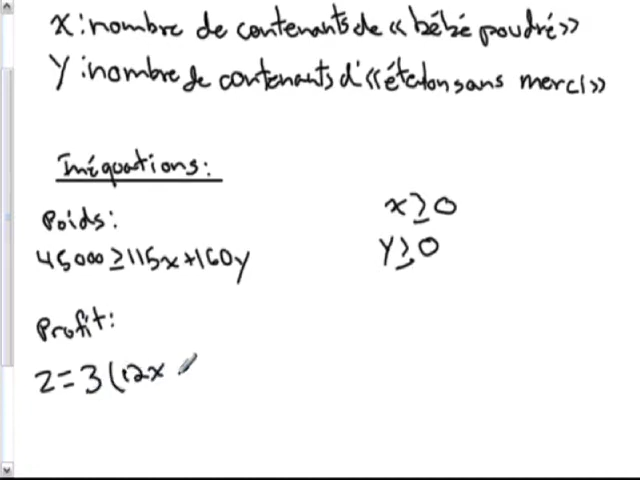 X : nombre de contenants de «bébé poudré»
Y : nombre de contenants d'«étalon sans merci»
Inéquations :
Poids :
x ≥ 0
45000 ≥ 115x + 160y
y ≥ 0
Profit :
z = 3(12x